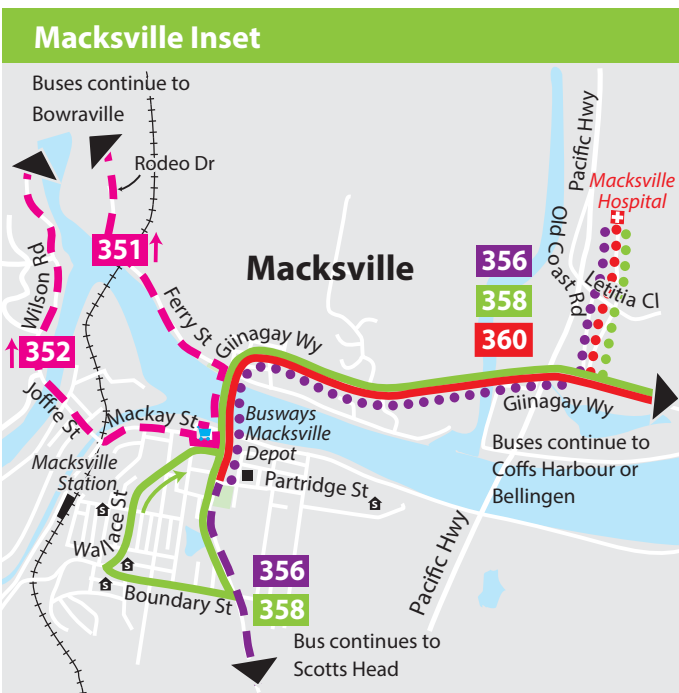 Macksville Inset
Buses continue to
Bowraville
Rodeo Dr
351
Wilson Rd
352
Ferry St
Macksville
Giinagay Wy
356
358
360
Old Coast Rd
Pacific Hwy
Macksville
Hospital
Letitia Cl
Joffre St
Mackay St
Busways
Macksville
Depot
Giinagay Wy
Buses continue to
Coffs Harbour or
Bellingen
Macksville
Station
Wallace St
Partridge St
S
S
S
S
Boundary St
356
358
Pacific Hwy
Bus continues to
Scotts Head